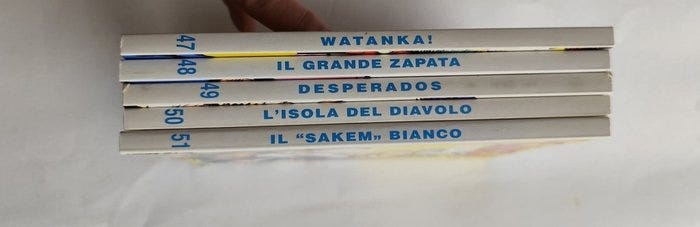 47 WATANKA!
48 IL GRANDE ZAPATA
49 DESPERADOS
50 L'ISOLA DEL DIAVOLO
51 IL “SAKEM„ BIANCO